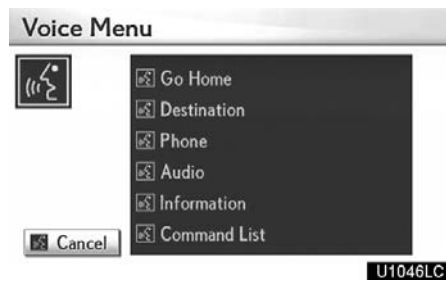 Voice Menu
Go Home
Destination
Phone
Audio
Information
Command List
Cancel
U1046LC